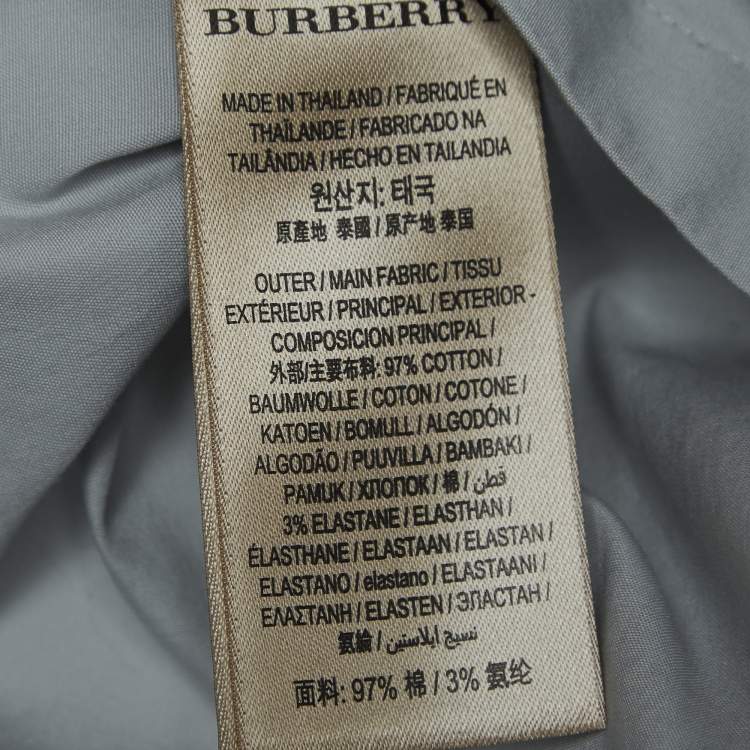 BURBERRY
MADE IN THAILAND / FABRIQUÉ EN
THAÏLANDE / FABRICADO NA
TAILÂNDIA / HECHO EN TAILANDIA
원산지: 태국
原產地 泰國 / 原产地 泰国
OUTER / MAIN FABRIC / TISSU
EXTÉRIEUR / PRINCIPAL / EXTERIOR -
COMPOSICION PRINCIPAL /
外部/主要布料: 97% COTTON /
BAUMWOLLE / COTON / COTONE /
KATOEN / BOMULL / ALGODÓN /
ALGODÃO / PUUVILLA / BAMBAKI /
PAMUK / ХЛОПОК / 棉 / قطن /
3% ELASTANE / ELASTHAN /
ÉLASTHANE / ELASTAAN / ELASTAN /
ELASTANO / elastano / ELASTAANI /
ΕΛΑΣΤΑΝΗ / ELASTEN / ЭЛАСТАН /
氨綸 / نسيج ايلاستين /
面料: 97% 棉 / 3% 氨纶